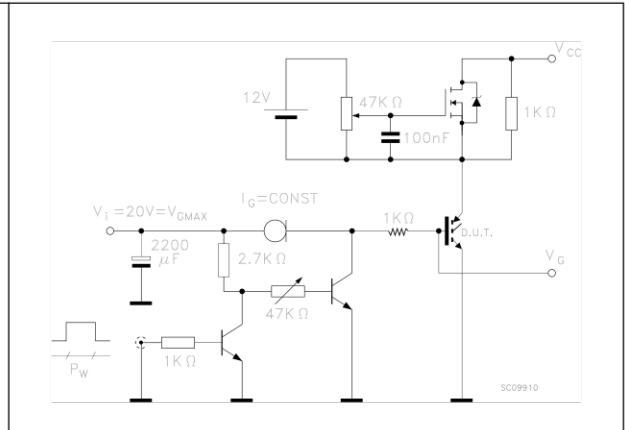 V CC
12V
47K Ω
1K Ω
100nF
I G =CONST
V i =20V=V GMAX
1K Ω
D.U.T.
2200
μF
2.7K Ω
V G
47K Ω
1K Ω
P W
SC09910